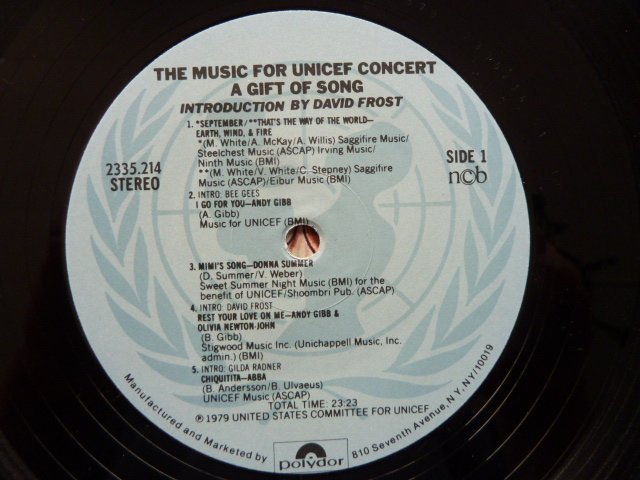 THE MUSIC FOR UNICEF CONCERT
A GIFT OF SONG
INTRODUCTION BY DAVID FROST
1. *SEPTEMBER/**THAT'S THE WAY OF THE WORLD—
EARTH, WIND, & FIRE
*(M. White/A. McKay/A. Willis) Saggifire Music/
Steelchest Music (ASCAP) Irving Music/
Ninth Music (BMI)
**(M. White/V. White/C. Stepney) Saggifire
Music (ASCAP)/Eibur Music (BMI)
2335.214
STEREO
SIDE 1
n©b
2. INTRO: BEE GEES
I GO FOR YOU—ANDY GIBB
(A. Gibb)
Music for UNICEF (BMI)
3. MIMI'S SONG—DONNA SUMMER
(D. Summer/V. Weber)
Sweet Summer Night Music (BMI) for the
benefit of UNICEF/Shoombri Pub. (ASCAP)
4. INTRO: DAVID FROST
REST YOUR LOVE ON ME—ANDY GIBB &
OLIVIA NEWTON-JOHN
(B. Gibb)
Stigwood Music Inc. (Unichappell Music, Inc.
admin.) (BMI)
5. INTRO: GILDA RADNER
CHIQUITITA—ABBA
(B. Andersson/B. Ulvaeus)
UNICEF Music (ASCAP)
TOTAL TIME: 23:23
℗ 1979 UNITED STATES COMMITTEE FOR UNICEF
Manufactured and Marketed by
polydor
810 Seventh Avenue, N.Y., NY/10019